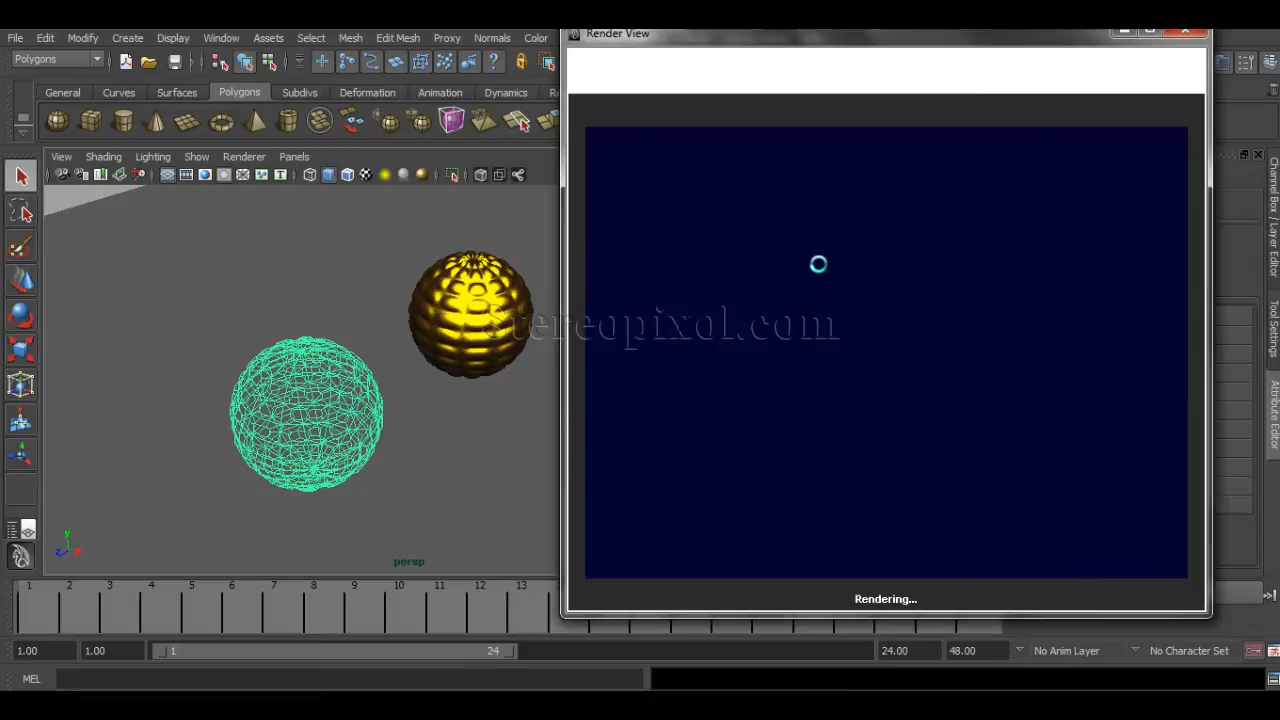 Render View
File Edit Modify Create Display Window Assets Select Mesh Edit Mesh Proxy Normals Color
Polygons
General Curves Surfaces Polygons Subdivs Deformation Animation Dynamics
View Shading Lighting Show Renderer Panels
Channel Box / Layer Editor
Tool Settings
Attribute Editor
Stereopixol.com
y
z x
persp
Rendering...
1 2 3 4 5 6 7 8 9 10 11 12 13
1.00 1.00 1 24 24.00 48.00 No Anim Layer No Character Set
MEL